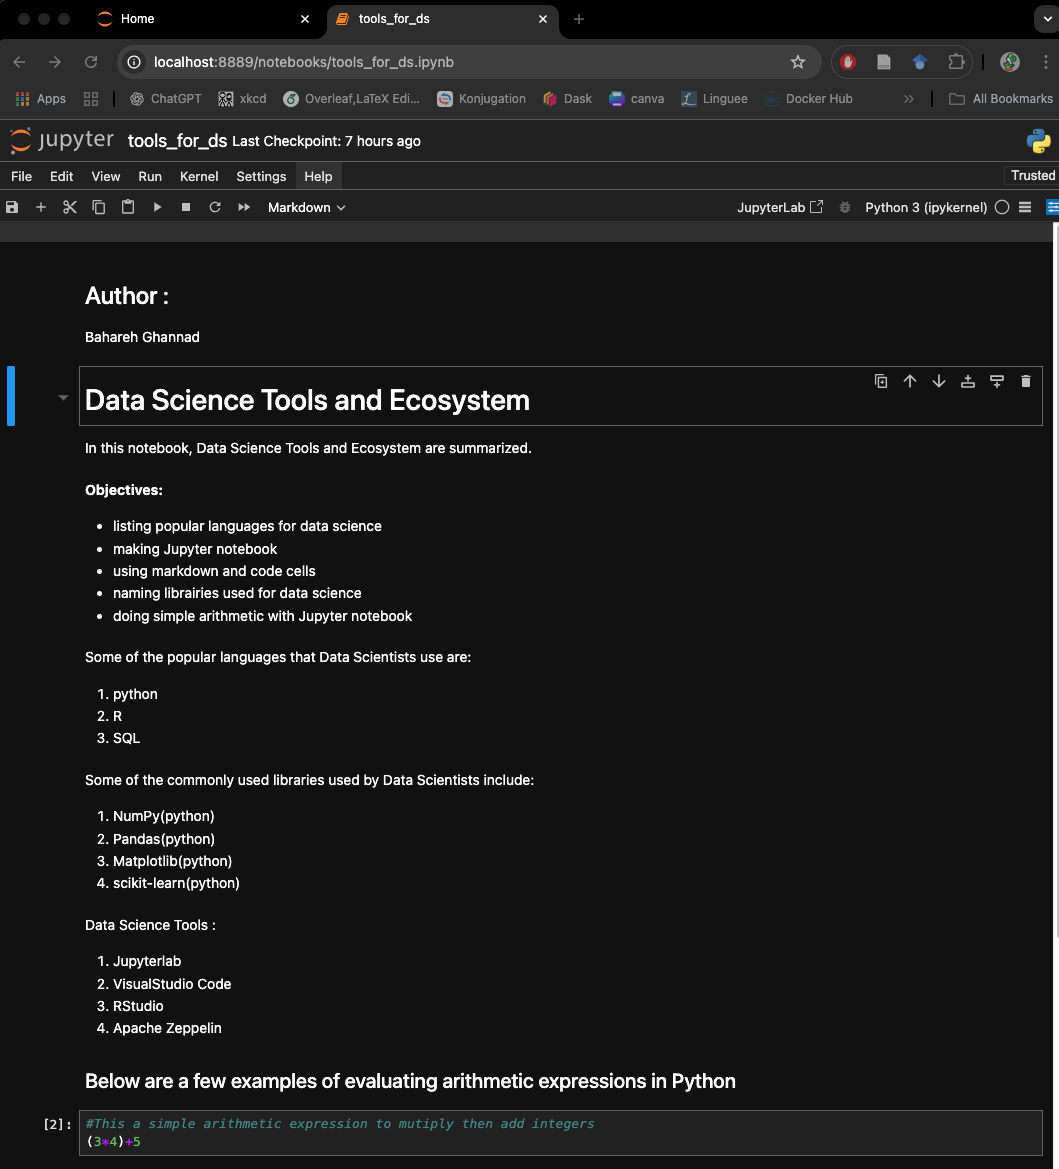 Home
tools_for_ds
localhost:8889/notebooks/tools_for_ds.ipynb
Apps ChatGPT xkcd Overleaf,LaTeX Edi... Konjugation Dask canva Linguee Docker Hub » All Bookmarks
jupyter tools_for_ds Last Checkpoint: 7 hours ago
File Edit View Run Kernel Settings Help Trusted
Markdown JupyterLab Python 3 (ipykernel)
Author :
Bahareh Ghannad
Data Science Tools and Ecosystem
In this notebook, Data Science Tools and Ecosystem are summarized.
Objectives:
• listing popular languages for data science
• making Jupyter notebook
• using markdown and code cells
• naming librairies used for data science
• doing simple arithmetic with Jupyter notebook
Some of the popular languages that Data Scientists use are:
1. python
2. R
3. SQL
Some of the commonly used libraries used by Data Scientists include:
1. NumPy(python)
2. Pandas(python)
3. Matplotlib(python)
4. scikit-learn(python)
Data Science Tools :
1. Jupyterlab
2. VisualStudio Code
3. RStudio
4. Apache Zeppelin
Below are a few examples of evaluating arithmetic expressions in Python
[2]: #This a simple arithmetic expression to mutiply then add integers
(3*4)+5